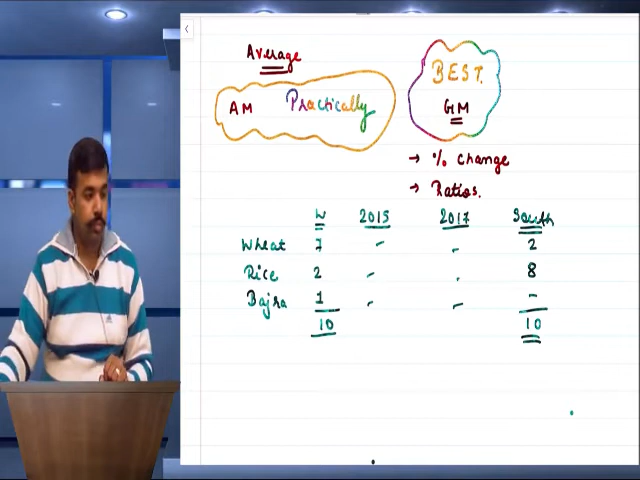 Average
AM Practically
BEST.
GM
→ % Change
→ Ratios.
W 2015 2017 South
Wheat 7 - - 2
Rice 2 - . 8
Bajra 1 - - -
10 10